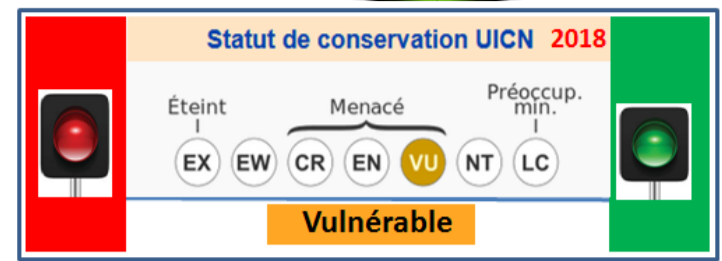 Statut de conservation UICN 2018
Éteint Menacé Préoccup.
min.
EX EW CR EN VU NT LC
Vulnérable